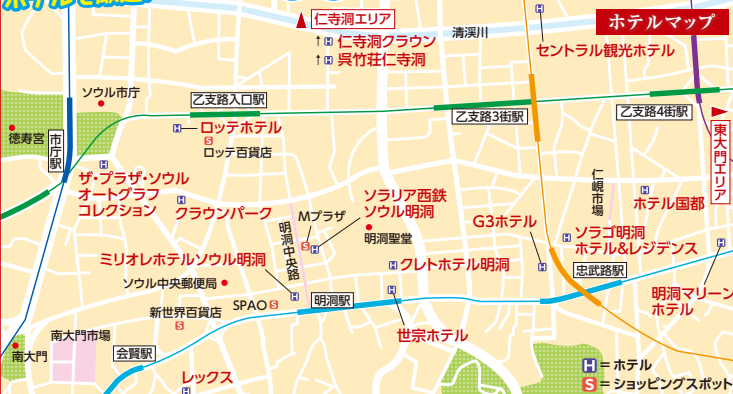 ホテルマップ
仁寺洞エリア
↑仁寺洞クラウン
↑呉竹荘仁寺洞
清渓川
セントラル観光ホテル
ソウル市庁
乙支路入口駅
乙支路3街駅
乙支路4街駅
徳寿宮
市庁駅
ロッテホテル
ロッテ百貨店
東大門エリア
ザ・プラザ・ソウル
オートグラフ
コレクション
クラウンパーク
Mプラザ
ソラリア西鉄
ソウル明洞
明洞聖堂
明洞中央路
仁峴市場
ホテル国都
G3ホテル
ソラゴ明洞
ホテル&レジデンス
ミリオレホテルソウル明洞
クレトホテル明洞
忠武路駅
ソウル中央郵便局
SPAO
明洞駅
明洞マリーン
ホテル
新世界百貨店
世宗ホテル
南大門市場
南大門
会賢駅
レックス
H=ホテル
S=ショッピングスポット